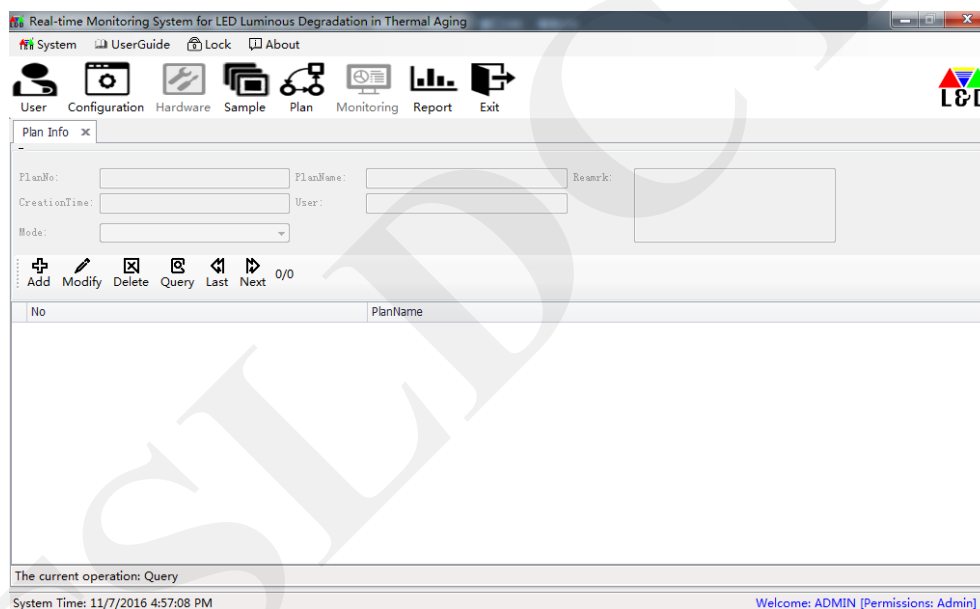 Real-time Monitoring System for LED Luminous Degradation in Thermal Aging
System UserGuide Lock About
User Configuration Hardware Sample Plan Monitoring Report Exit
L&D
Plan Info
PlanNo: PlanName: Reamrk:
CreationTime: User:
Mode:
Add Modify Delete Query Last Next 0/0
No PlanName
The current operation: Query
System Time: 11/7/2016 4:57:08 PM Welcome: ADMIN [Permissions: Admin]